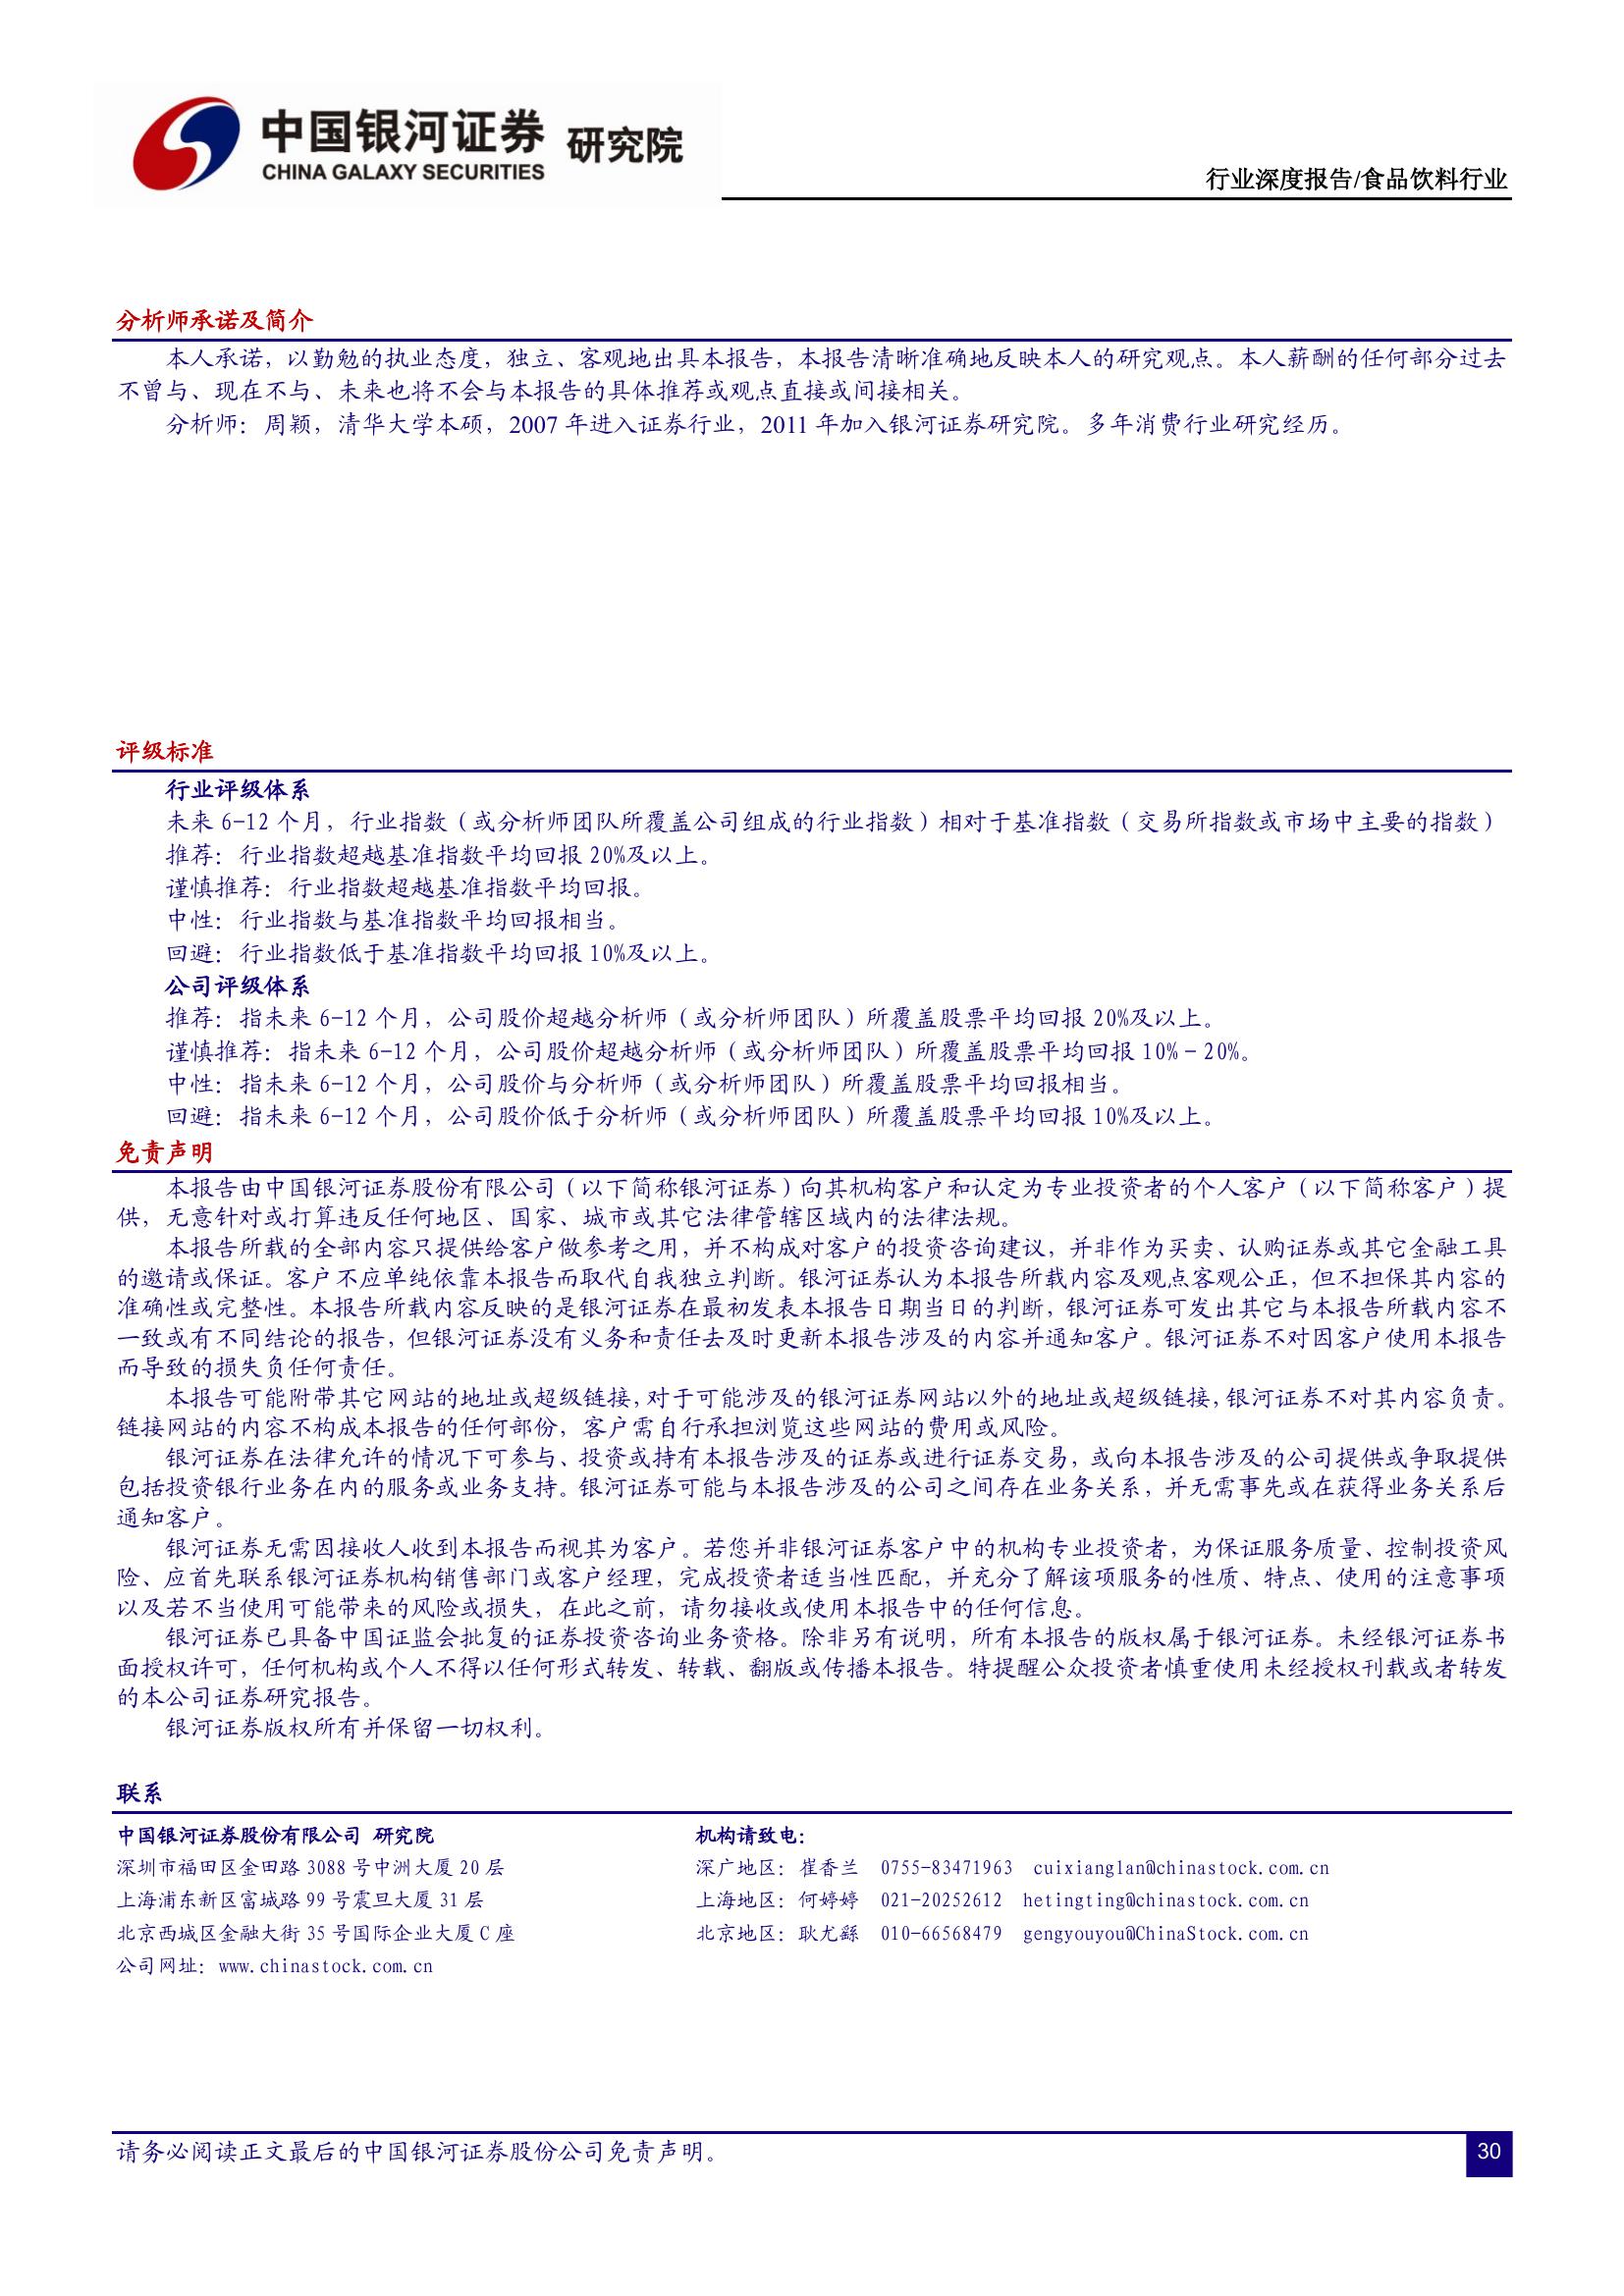 中国银河证券 研究院
CHINA GALAXY SECURITIES
行业深度报告/食品饮料行业
分析师承诺及简介
本人承诺，以勤勉的执业态度，独立、客观地出具本报告，本报告清晰准确地反映本人的研究观点。本人薪酬的任何部分过去
不曾与、现在不与、未来也将不会与本报告的具体推荐或观点直接或间接相关。
分析师：周颖，清华大学本硕，2007 年进入证券行业，2011 年加入银河证券研究院。多年消费行业研究经历。
评级标准
行业评级体系
未来 6-12 个月，行业指数（或分析师团队所覆盖公司组成的行业指数）相对于基准指数（交易所指数或市场中主要的指数）
推荐：行业指数超越基准指数平均回报 20%及以上。
谨慎推荐：行业指数超越基准指数平均回报。
中性：行业指数与基准指数平均回报相当。
回避：行业指数低于基准指数平均回报 10%及以上。
公司评级体系
推荐：指未来 6-12 个月，公司股价超越分析师（或分析师团队）所覆盖股票平均回报 20%及以上。
谨慎推荐：指未来 6-12 个月，公司股价超越分析师（或分析师团队）所覆盖股票平均回报 10%－20%。
中性：指未来 6-12 个月，公司股价与分析师（或分析师团队）所覆盖股票平均回报相当。
回避：指未来 6-12 个月，公司股价低于分析师（或分析师团队）所覆盖股票平均回报 10%及以上。
免责声明
本报告由中国银河证券股份有限公司（以下简称银河证券）向其机构客户和认定为专业投资者的个人客户（以下简称客户）提
供，无意针对或打算违反任何地区、国家、城市或其它法律管辖区域内的法律法规。
本报告所载的全部内容只提供给客户做参考之用，并不构成对客户的投资咨询建议，并非作为买卖、认购证券或其它金融工具
的邀请或保证。客户不应单纯依靠本报告而取代自我独立判断。银河证券认为本报告所载内容及观点客观公正，但不担保其内容的
准确性或完整性。本报告所载内容反映的是银河证券在最初发表本报告日期当日的判断，银河证券可发出其它与本报告所载内容不
一致或有不同结论的报告，但银河证券没有义务和责任去及时更新本报告涉及的内容并通知客户。银河证券不对因客户使用本报告
而导致的损失负任何责任。
本报告可能附带其它网站的地址或超级链接，对于可能涉及的银河证券网站以外的地址或超级链接，银河证券不对其内容负责。
链接网站的内容不构成本报告的任何部份，客户需自行承担浏览这些网站的费用或风险。
银河证券在法律允许的情况下可参与、投资或持有本报告涉及的证券或进行证券交易，或向本报告涉及的公司提供或争取提供
包括投资银行业务在内的服务或业务支持。银河证券可能与本报告涉及的公司之间存在业务关系，并无需事先或在获得业务关系后
通知客户。
银河证券无需因接收人收到本报告而视其为客户。若您并非银河证券客户中的机构专业投资者，为保证服务质量、控制投资风
险、应首先联系银河证券机构销售部门或客户经理，完成投资者适当性匹配，并充分了解该项服务的性质、特点、使用的注意事项
以及若不当使用可能带来的风险或损失，在此之前，请勿接收或使用本报告中的任何信息。
银河证券已具备中国证监会批复的证券投资咨询业务资格。除非另有说明，所有本报告的版权属于银河证券。未经银河证券书
面授权许可，任何机构或个人不得以任何形式转发、转载、翻版或传播本报告。特提醒公众投资者慎重使用未经授权刊载或者转发
的本公司证券研究报告。
银河证券版权所有并保留一切权利。
联系
中国银河证券股份有限公司 研究院 机构请致电：
深圳市福田区金田路 3088 号中洲大厦 20 层 深广地区：崔香兰 0755-83471963 cuixianglan@chinastock.com.cn
上海浦东新区富城路 99 号震旦大厦 31 层 上海地区：何婷婷 021-20252612 hetingting@chinastock.com.cn
北京西城区金融大街 35 号国际企业大厦 C 座 北京地区：耿尤繇 010-66568479 gengyouyou@ChinaStock.com.cn
公司网址：www.chinastock.com.cn
请务必阅读正文最后的中国银河证券股份公司免责声明。
30